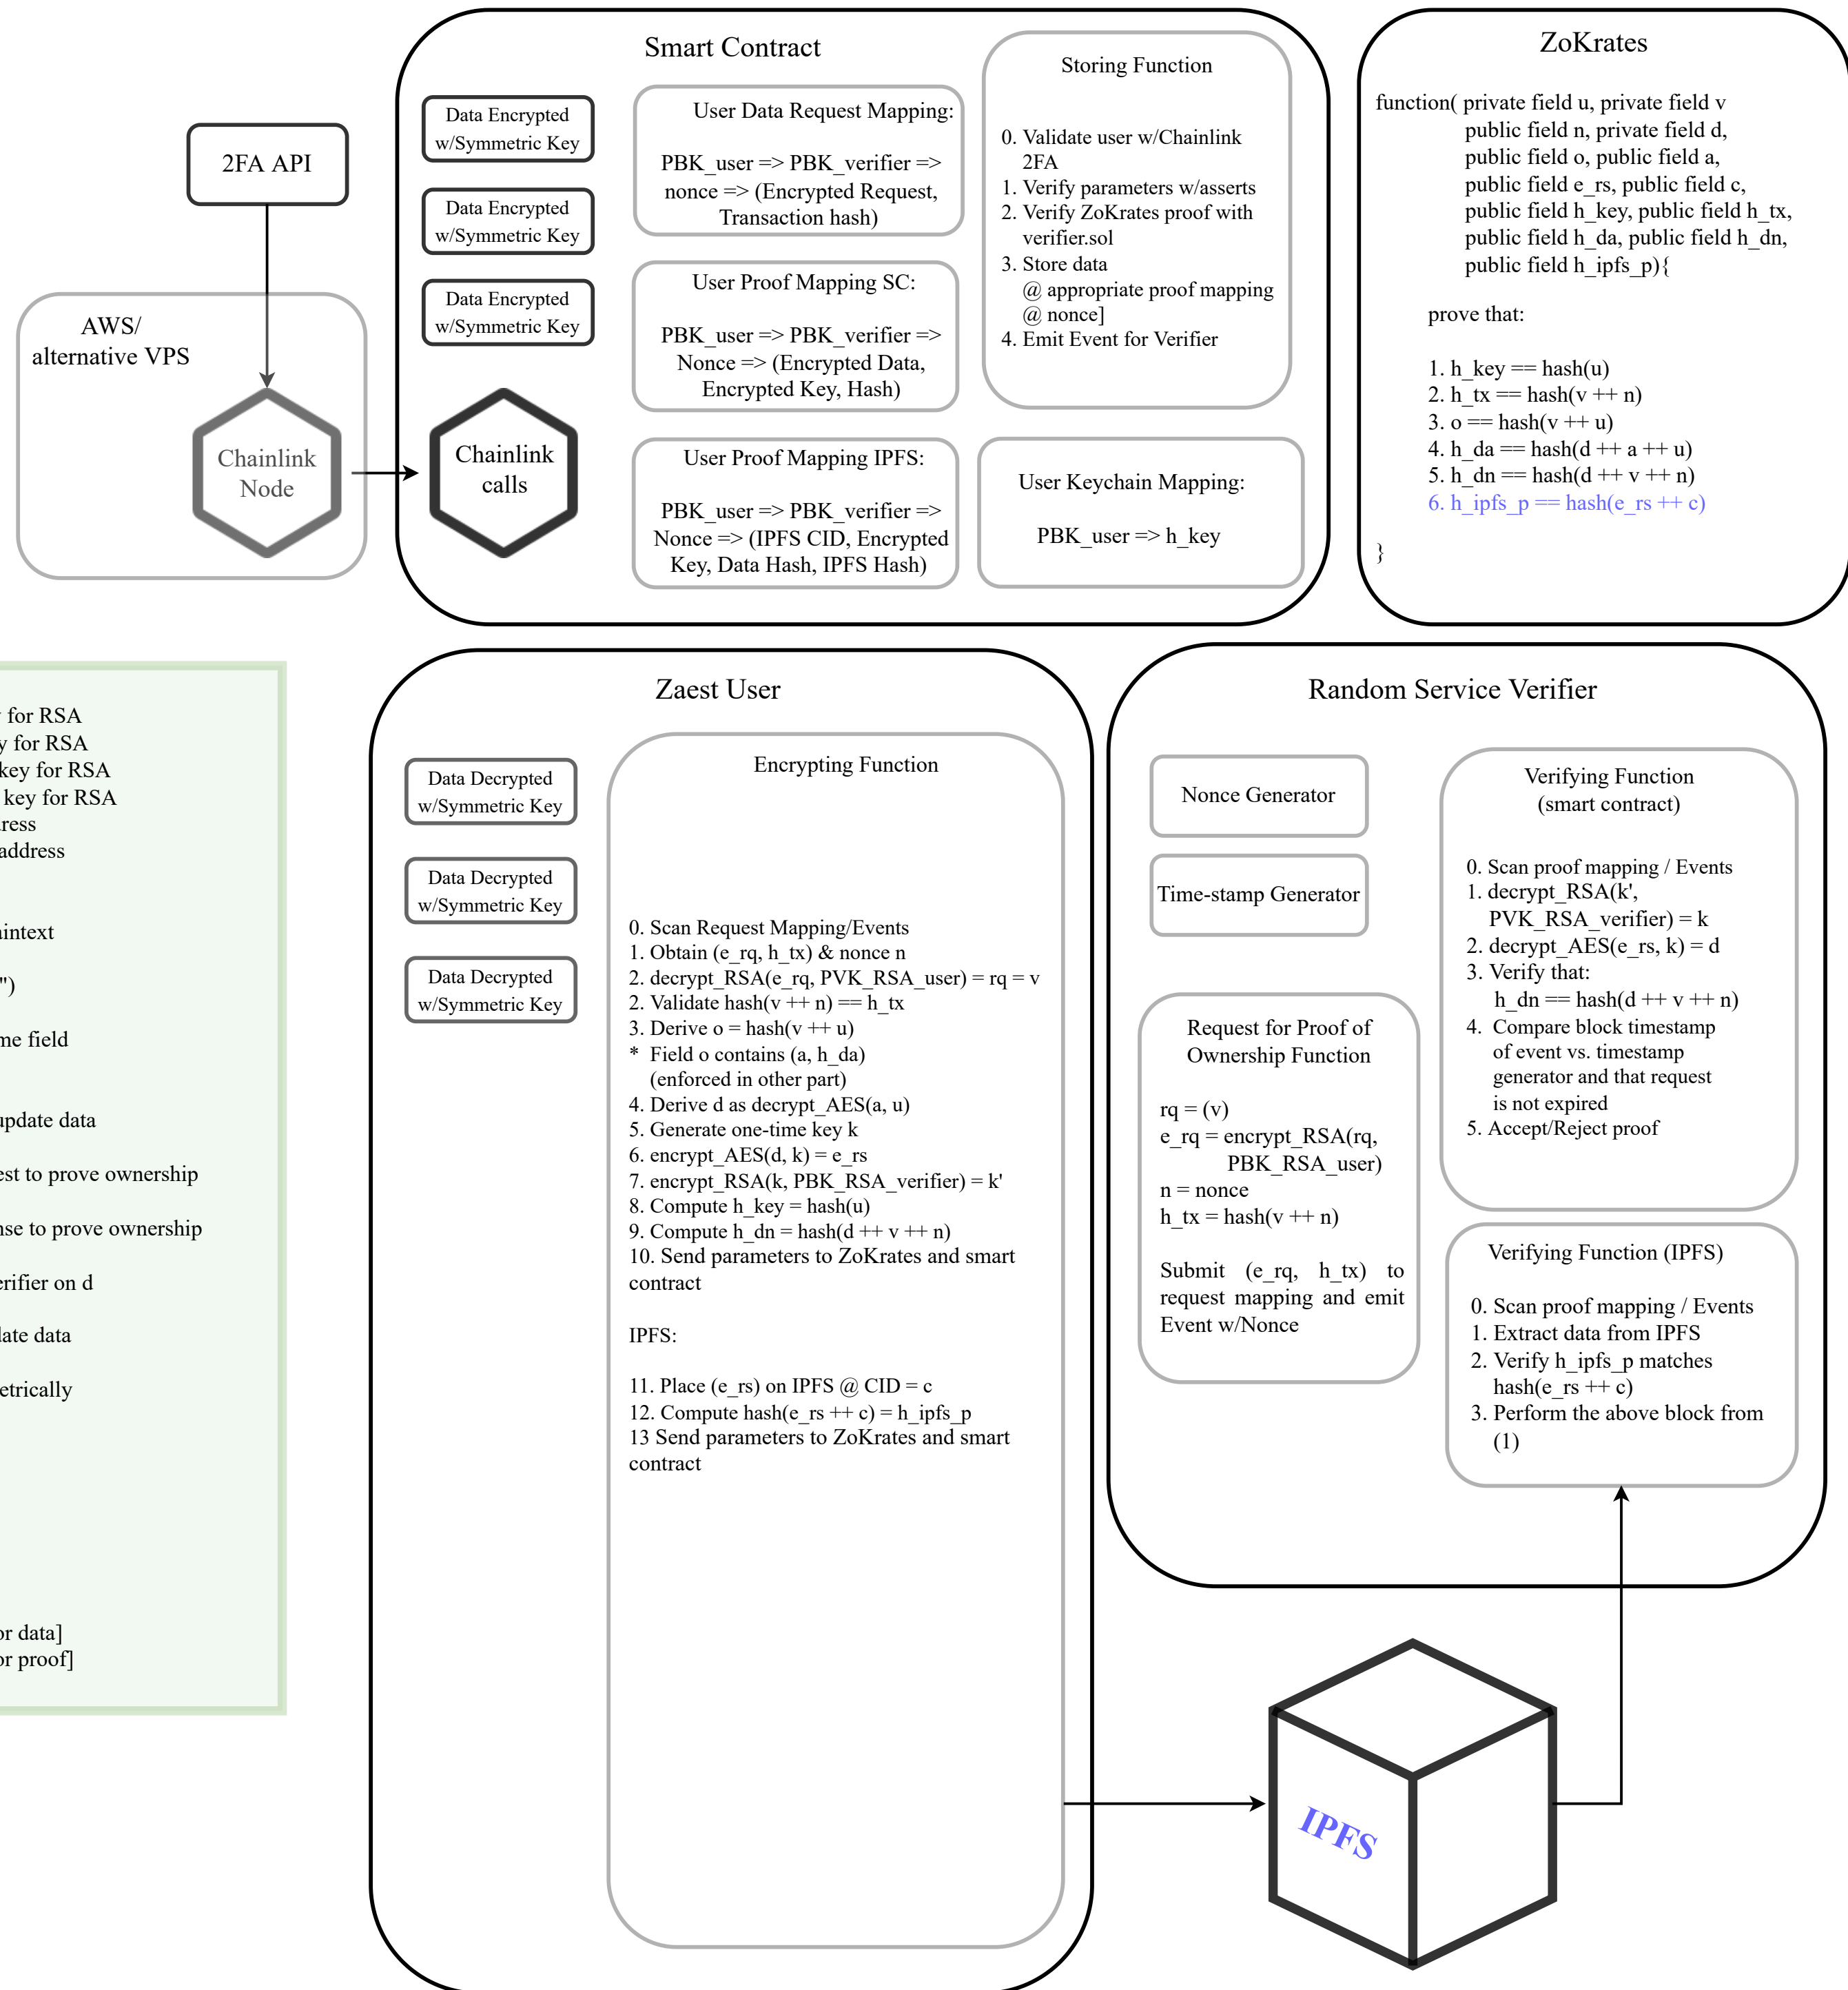 2FA API
AWS/
alternative VPS
Chainlink
Node
Smart Contract
Data Encrypted
w/Symmetric Key
Data Encrypted
w/Symmetric Key
Data Encrypted
w/Symmetric Key
Chainlink
calls
User Data Request Mapping:
PBK_user => PBK_verifier =>
nonce => (Encrypted Request,
Transaction hash)
User Proof Mapping SC:
PBK_user => PBK_verifier =>
Nonce => (Encrypted Data,
Encrypted Key, Hash)
User Proof Mapping IPFS:
PBK_user => PBK_verifier =>
Nonce => (IPFS CID, Encrypted
Key, Data Hash, IPFS Hash)
Storing Function
0. Validate user w/Chainlink
2FA
1. Verify parameters w/asserts
2. Verify ZoKrates proof with
verifier.sol
3. Store data
@ appropriate proof mapping
@ nonce]
4. Emit Event for Verifier
User Keychain Mapping:
PBK_user => h_key
ZoKrates
function( private field u, private field v
public field n, private field d,
public field o, public field a,
public field e_rs, public field c,
public field h_key, public field h_tx,
public field h_da, public field h_dn,
public field h_ipfs_p){
prove that:
1. h_key == hash(u)
2. h_tx == hash(v ++ n)
3. o == hash(v ++ u)
4. h_da == hash(d ++ a ++ u)
5. h_dn == hash(d ++ v ++ n)
6. h_ipfs_p == hash(e_rs ++ c)
}
for RSA
for RSA
key for RSA
key for RSA
address
")
field
update data
to prove ownership
to prove ownership
on d
data
or data]
or proof]
Zaest User
Data Decrypted
w/Symmetric Key
Data Decrypted
w/Symmetric Key
Data Decrypted
w/Symmetric Key
Encrypting Function
0. Scan Request Mapping/Events
1. Obtain (e_rq, h_tx) & nonce n
2. decrypt_RSA(e_rq, PVK_RSA_user) = rq = v
2. Validate hash(v ++ n) == h_tx
3. Derive o = hash(v ++ u)
* Field o contains (a, h_da)
(enforced in other part)
4. Derive d as decrypt_AES(a, u)
5. Generate one-time key k
6. encrypt_AES(d, k) = e_rs
7. encrypt_RSA(k, PBK_RSA_verifier) = k'
8. Compute h_key = hash(u)
9. Compute h_dn = hash(d ++ v ++ n)
10. Send parameters to ZoKrates and smart
contract
IPFS:
11. Place (e_rs) on IPFS @ CID = c
12. Compute hash(e_rs ++ c) = h_ipfs_p
13 Send parameters to ZoKrates and smart
contract
Random Service Verifier
Nonce Generator
Time-stamp Generator
Request for Proof of
Ownership Function
rq = (v)
e_rq = encrypt_RSA(rq,
PBK_RSA_user)
n = nonce
h_tx = hash(v ++ n)
Submit (e_rq, h_tx) to
request mapping and emit
Event w/Nonce
Verifying Function
(smart contract)
0. Scan proof mapping / Events
1. decrypt_RSA(k',
PVK_RSA_verifier) = k
2. decrypt_AES(e_rs, k) = d
3. Verify that:
h_dn == hash(d ++ v ++ n)
4. Compare block timestamp
of event vs. timestamp
generator and that request
is not expired
5. Accept/Reject proof
Verifying Function (IPFS)
0. Scan proof mapping / Events
1. Extract data from IPFS
2. Verify h_ipfs_p matches
hash(e_rs ++ c)
3. Perform the above block from
(1)
IPFS